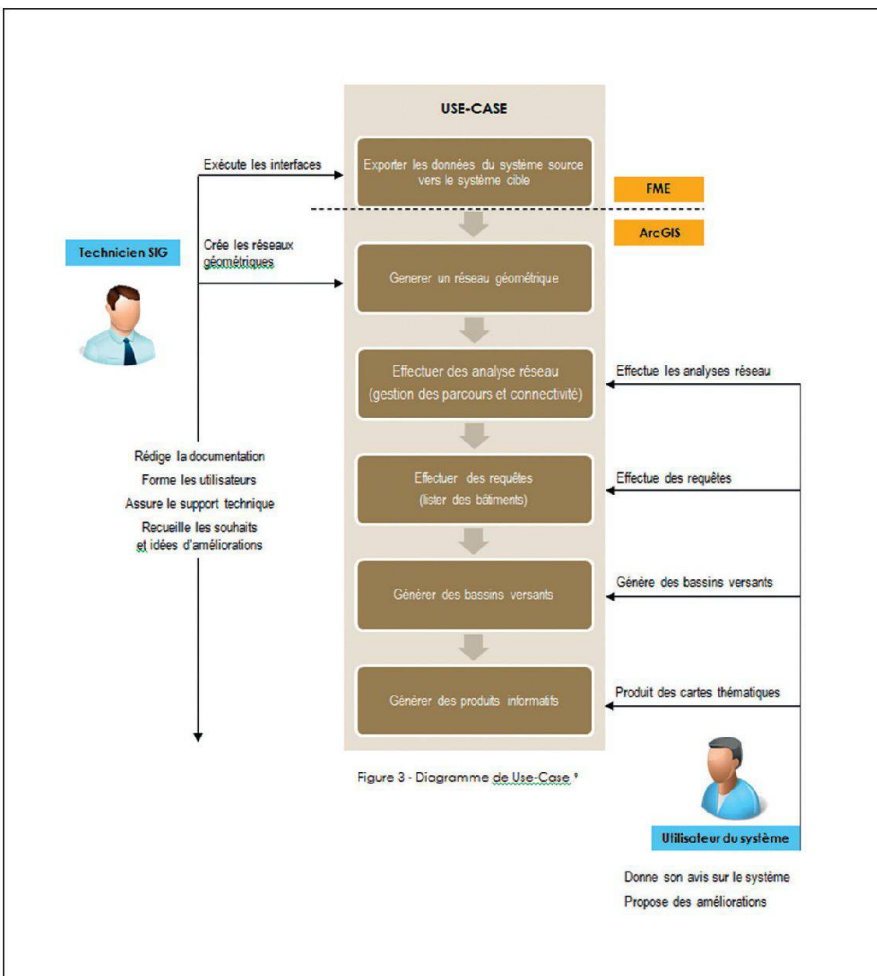 USE-CASE
Exécute les interfaces
Exporter les données du système source
vers le système cible
FME
ArcGIS
Technicien SIG
Crée les réseaux
géométriques
Generer un réseau géométrique
Effectuer des analyse réseau
(gestion des parcours et connectivité)
Effectue les analyses réseau
Rédige la documentation
Forme les utilisateurs
Assure le support technique
Recueille les souhaits
et idées d'améliorations
Effectuer des requêtes
(lister des bâtiments)
Effectue des requêtes
Générer des bassins versants
Génére des bassins versants
Générer des produits informatifs
Produit des cartes thématiques
Figure 3 - Diagramme de Use-Case
Utilisateur du système
Donne son avis sur le système
Propose des améliorations